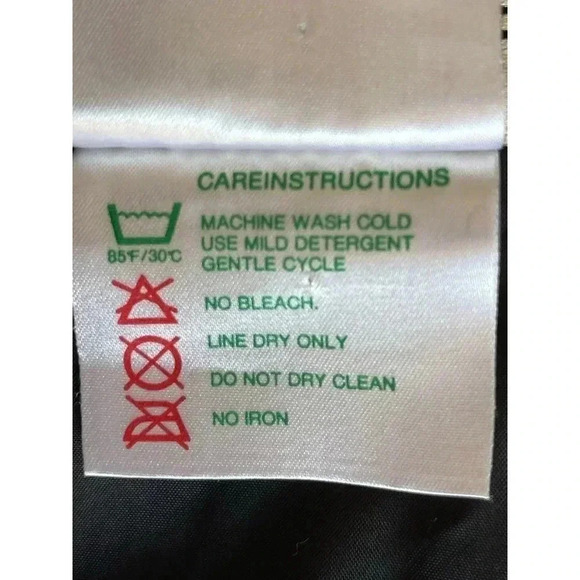 CAREINSTRUCTIONS
MACHINE WASH COLD
USE MILD DETERGENT
85°F/30°C
GENTLE CYCLE
NO BLEACH.
LINE DRY ONLY
DO NOT DRY CLEAN
NO IRON